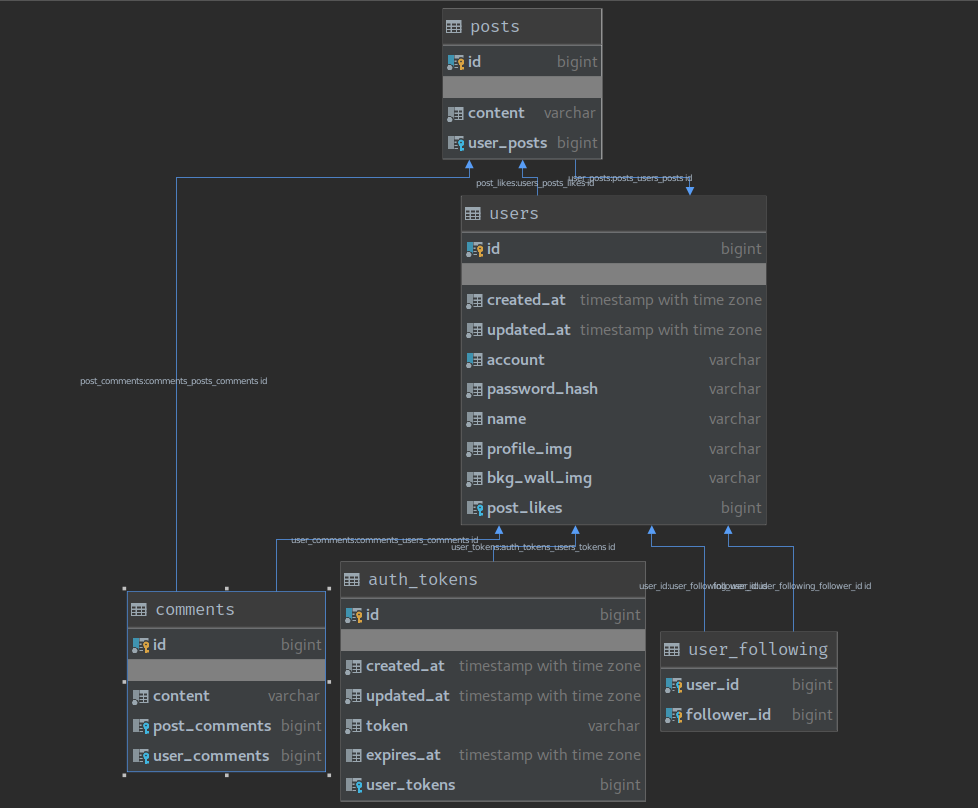 posts
id bigint
content varchar
user_posts bigint
post_likes:users_posts_likes id
user_posts:posts_users_posts id
users
id bigint
created_at timestamp with time zone
updated_at timestamp with time zone
account varchar
password_hash varchar
name varchar
profile_img varchar
bkg_wall_img varchar
post_likes bigint
post_comments:comments_posts_comments id
user_comments:comments_users_comments id
user_tokens:auth_tokens_users_tokens id
comments
id bigint
content varchar
post_comments bigint
user_comments bigint
auth_tokens
id bigint
created_at timestamp with time zone
updated_at timestamp with time zone
token varchar
expires_at timestamp with time zone
user_tokens bigint
user_id:user_following
user_following_follower_id id
user_following
user_id bigint
follower_id bigint